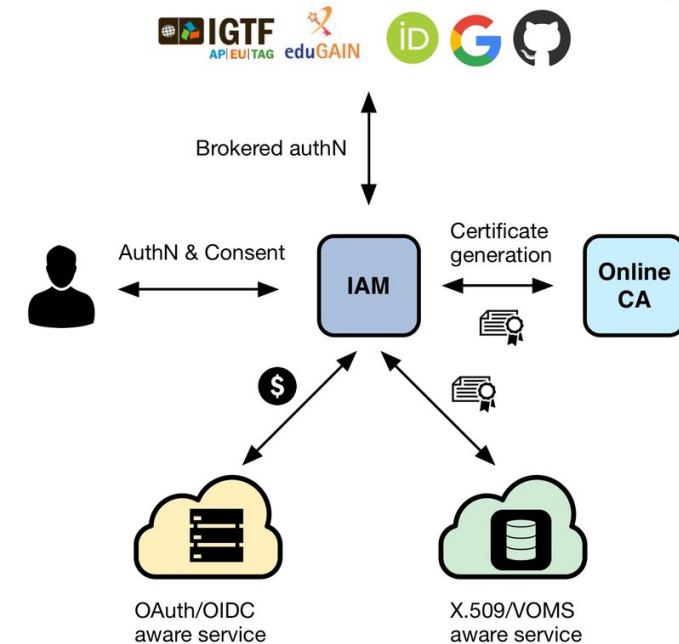 IGTF
AP|EU|TAG
eduGAIN
iD
G
Brokered authN
AuthN & Consent
IAM
Certificate
generation
Online
CA
$
OAuth/OIDC
aware service
X.509/VOMS
aware service